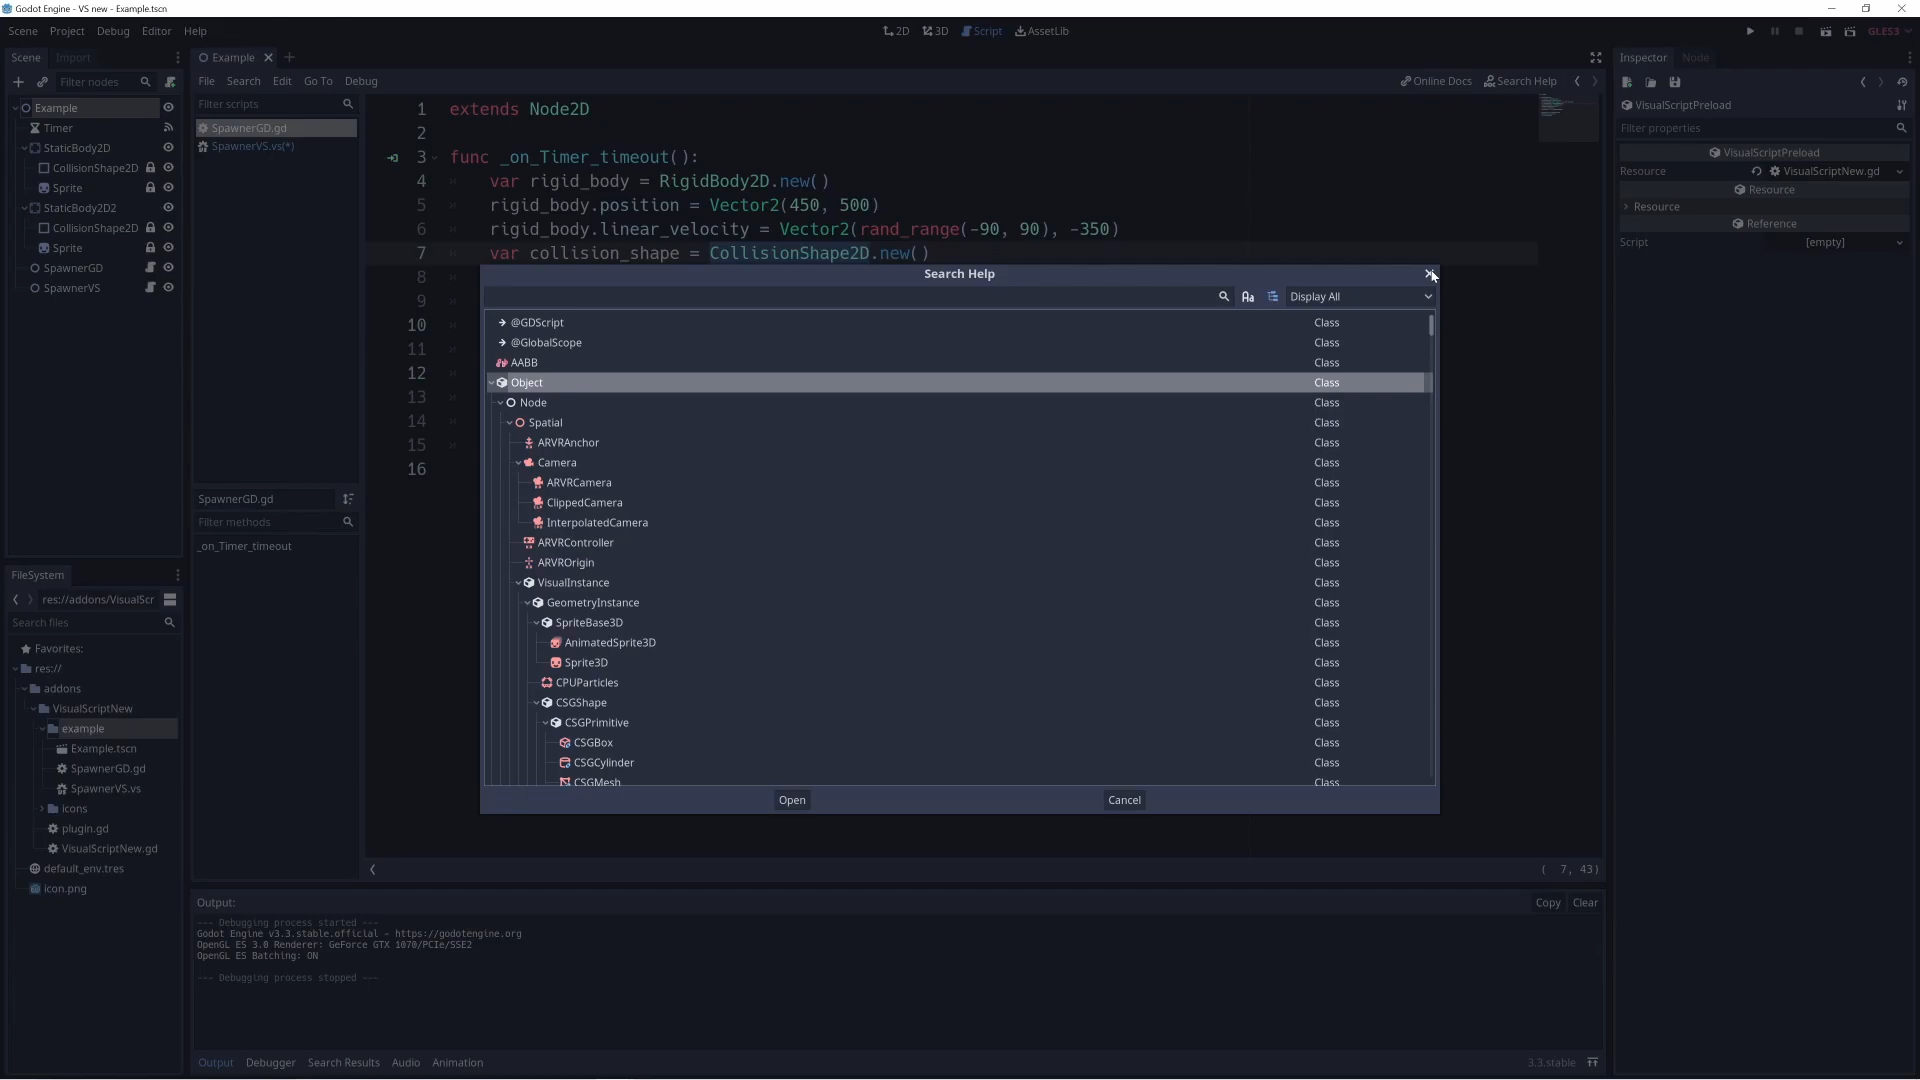 Godot Engine - VS new - Example.tscn
Scene Project Debug Editor Help
2D 3D Script AssetLib
GLES3
Scene Import
Filter nodes
Example
Timer
StaticBody2D
CollisionShape2D
Sprite
StaticBody2D2
CollisionShape2D
Sprite
SpawnerGD
SpawnerVS
FileSystem
res://addons/VisualScr
Search files
Favorites:
res://
addons
VisualScriptNew
example
Example.tscn
SpawnerGD.gd
SpawnerVS.vs
icons
plugin.gd
VisualScriptNew.gd
default_env.tres
icon.png
Example
File Search Edit Go To Debug
Online Docs Search Help
Filter scripts
SpawnerGD.gd
SpawnerVS.vs(*)
SpawnerGD.gd
Filter methods
_on_Timer_timeout
1 extends Node2D
2
3 func _on_Timer_timeout():
4 var rigid_body = RigidBody2D.new()
5 rigid_body.position = Vector2(450, 500)
6 rigid_body.linear_velocity = Vector2(rand_range(-90, 90), -350)
7 var collision_shape = CollisionShape2D.new()
8
9
10
11
12
13
14
15
16
Search Help
Aa Display All
@GDScript Class
@GlobalScope Class
AABB Class
Object Class
Node Class
Spatial Class
ARVRAnchor Class
Camera Class
ARVRCamera Class
ClippedCamera Class
InterpolatedCamera Class
ARVRController Class
ARVROrigin Class
VisualInstance Class
GeometryInstance Class
SpriteBase3D Class
AnimatedSprite3D Class
Sprite3D Class
CPUParticles Class
CSGShape Class
CSGPrimitive Class
CSGBox Class
CSGCylinder Class
CSGMesh Class
Open Cancel
( 7, 43)
Output: Copy Clear
--- Debugging process started ---
Godot Engine v3.3.stable.official - https://godotengine.org
OpenGL ES 3.0 Renderer: GeForce GTX 1070/PCIe/SSE2
OpenGL ES Batching: ON
--- Debugging process stopped ---
Output Debugger Search Results Audio Animation
3.3.stable
Inspector Node
VisualScriptPreload
Filter properties
VisualScriptPreload
Resource VisualScriptNew.gd
Resource
Resource
Reference
Script [empty]